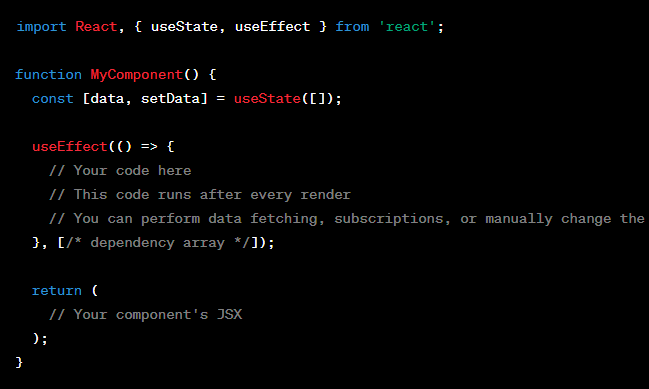 import React, { useState, useEffect } from 'react';
function MyComponent() {
const [data, setData] = useState([]);
useEffect(() => {
// Your code here
// This code runs after every render
// You can perform data fetching, subscriptions, or manually change the
}, [/* dependency array */]);
return (
// Your component's JSX
);
}